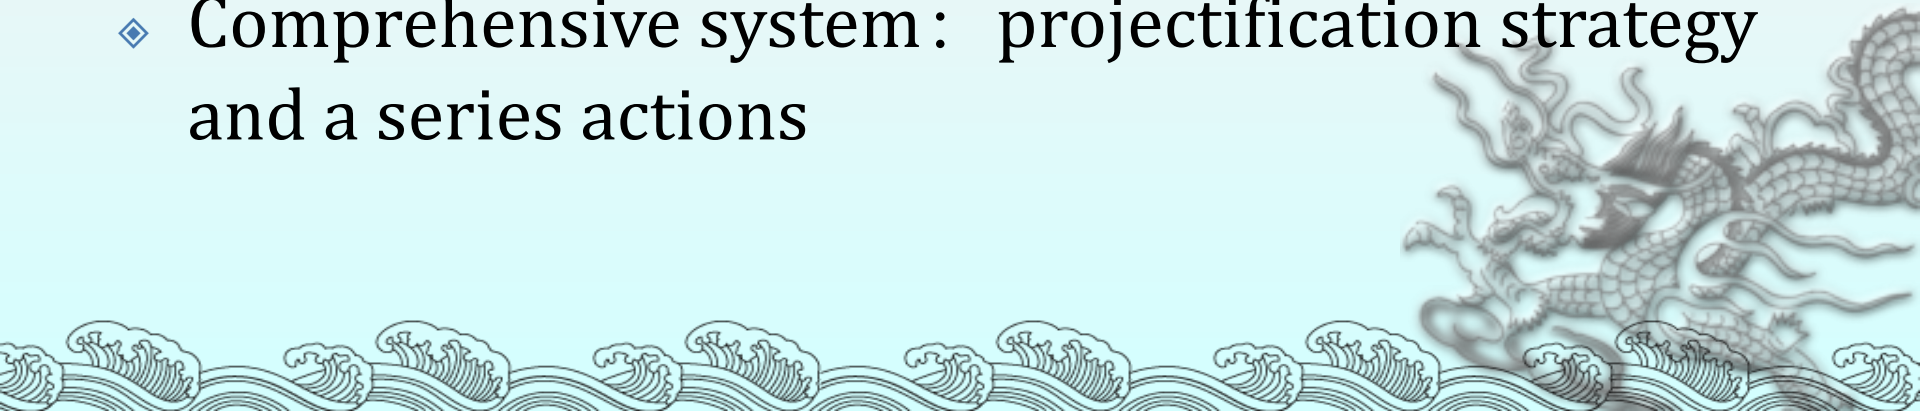 Comprehensive system： projectification strategy
and a series actions